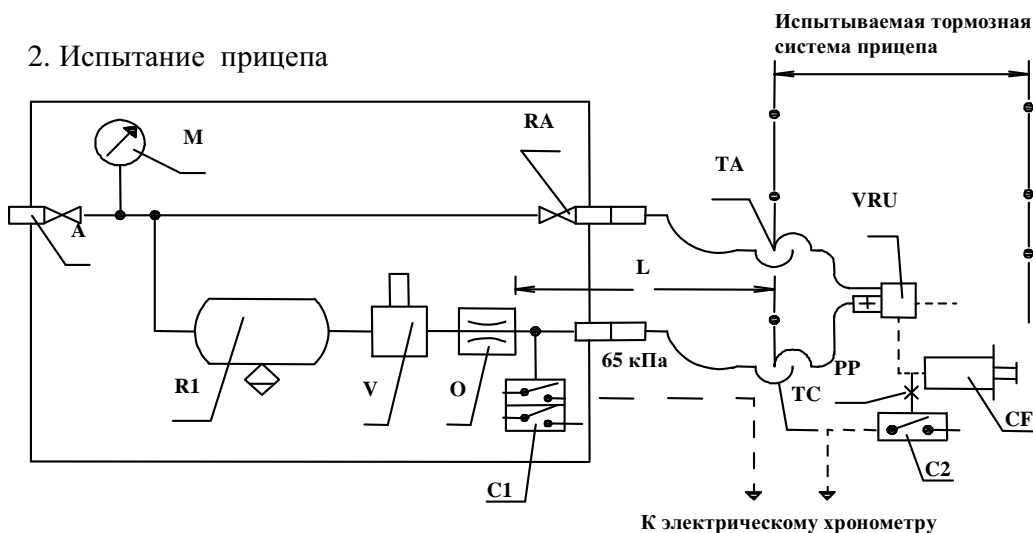 Испытываемая тормозная
система прицепа
2. Испытание прицепа
M
RA
TA
VRU
A
L
65 кПа
R1
V
O
PP
TC
CF
C1
C2
К электрическому хронометру